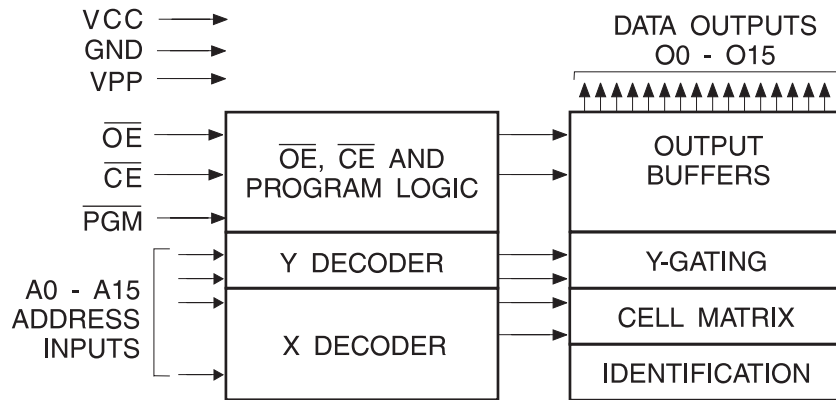 VCC
GND
VPP
OE
CE
PGM
A0 - A15
ADDRESS
INPUTS
OE, CE AND
PROGRAM LOGIC
Y DECODER
X DECODER
DATA OUTPUTS
O0 - O15
OUTPUT
BUFFERS
Y-GATING
CELL MATRIX
IDENTIFICATION